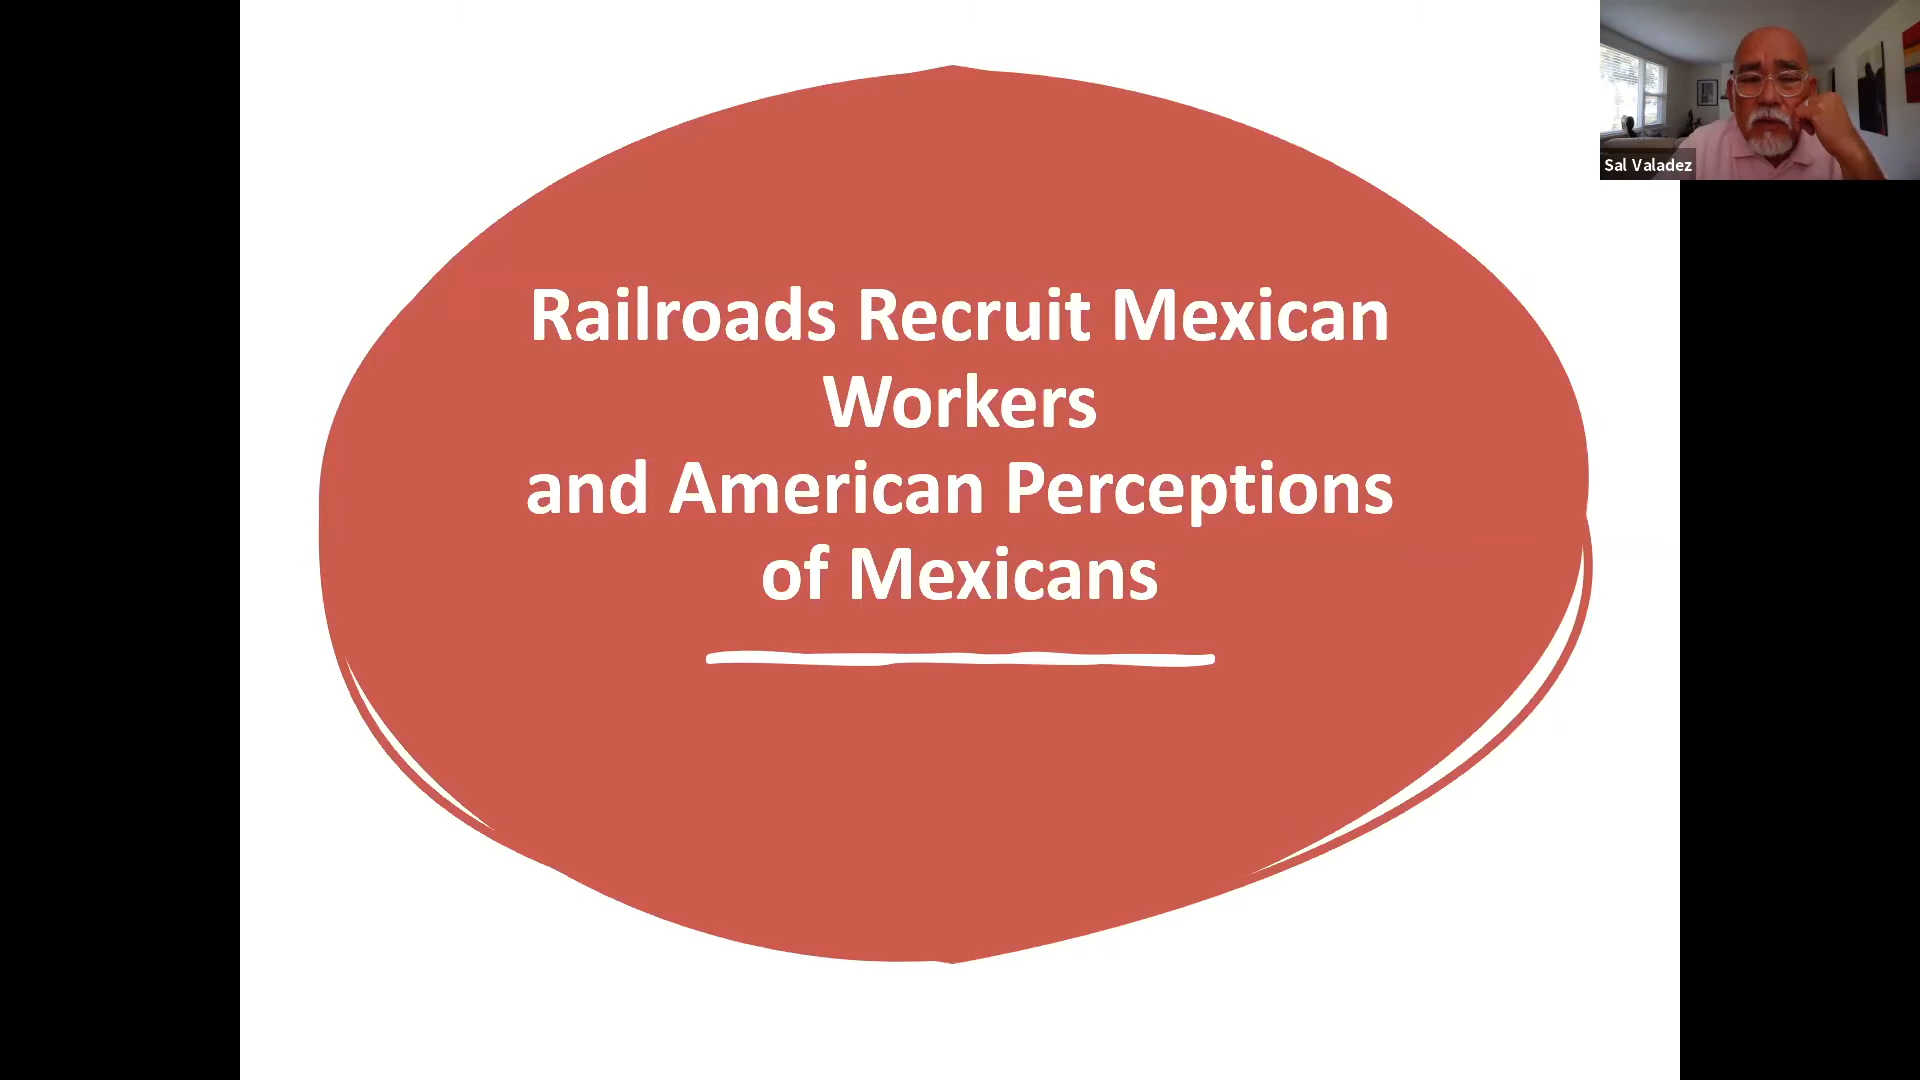 Railroads Recruit Mexican
Workers
and American Perceptions
of Mexicans
Sal Valadez